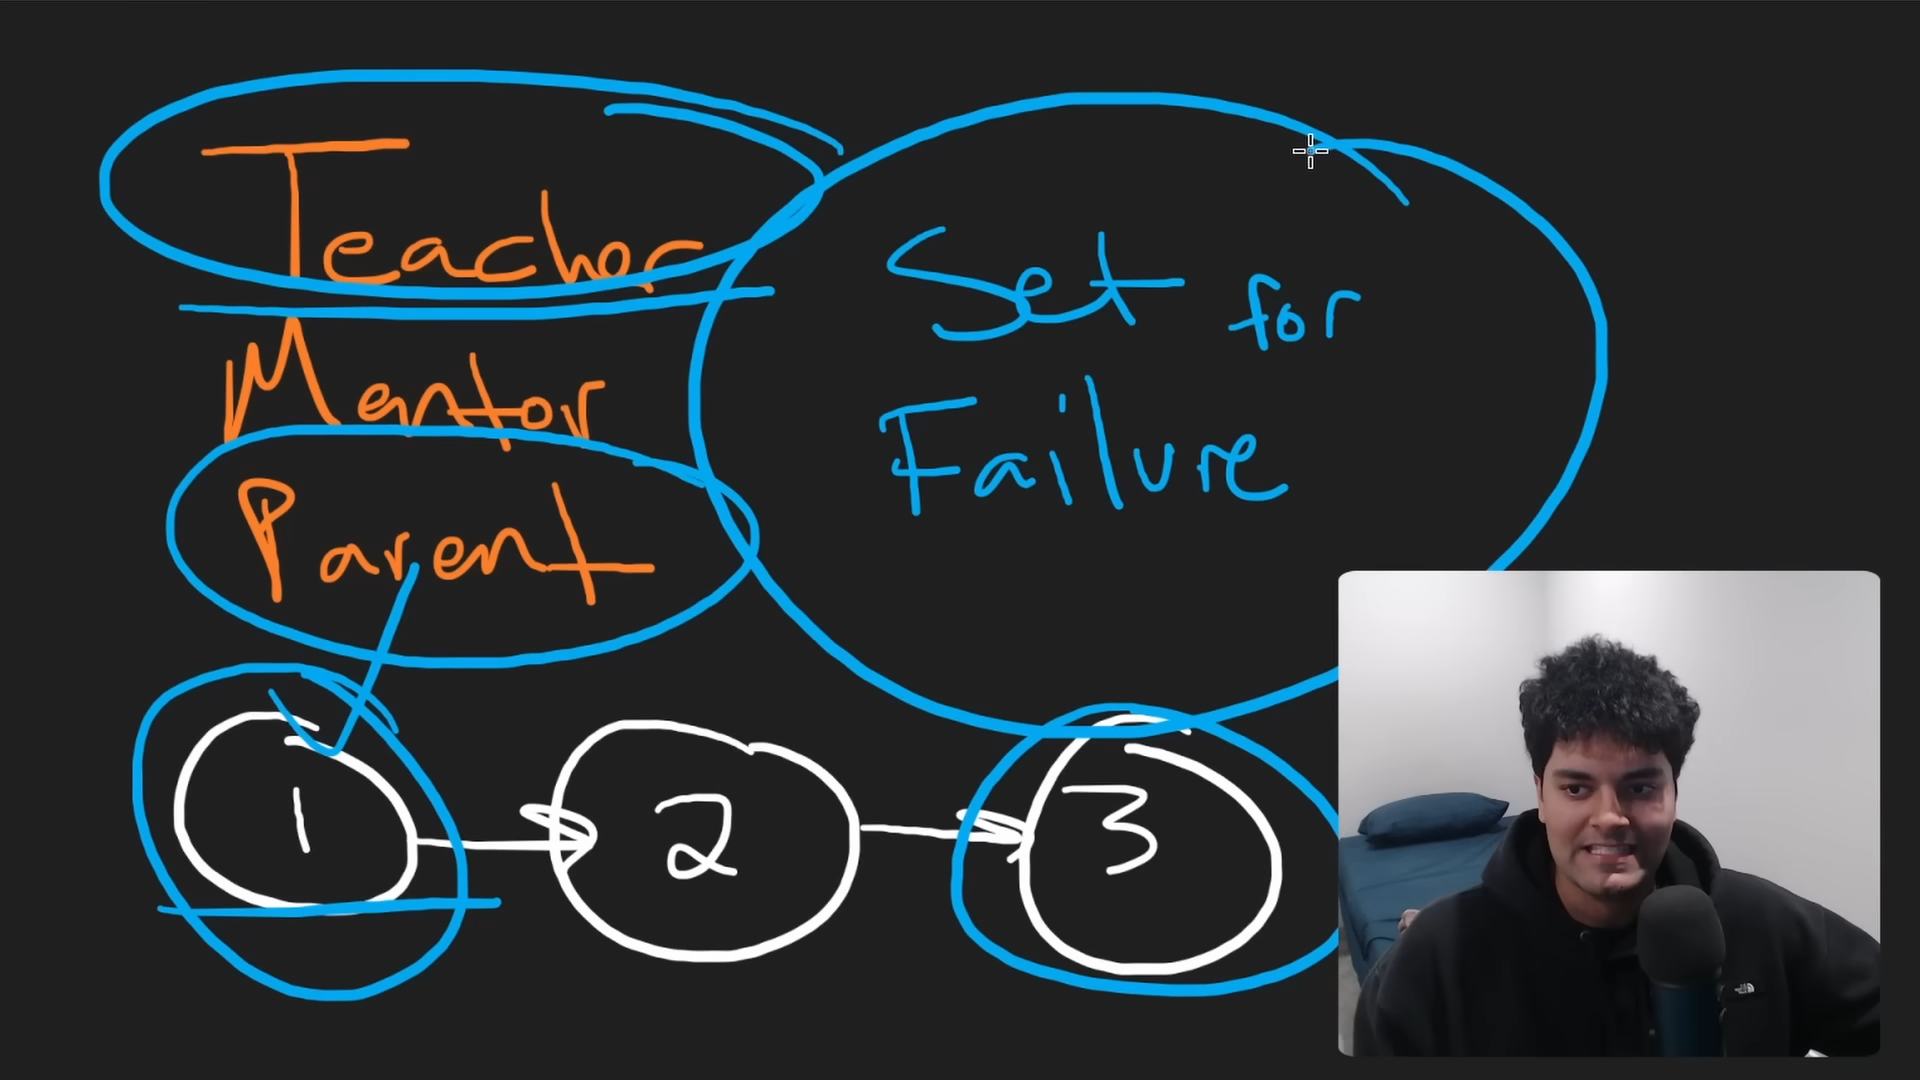 Teacher
Mentor
Parent
Set for
Failure
1
2
3